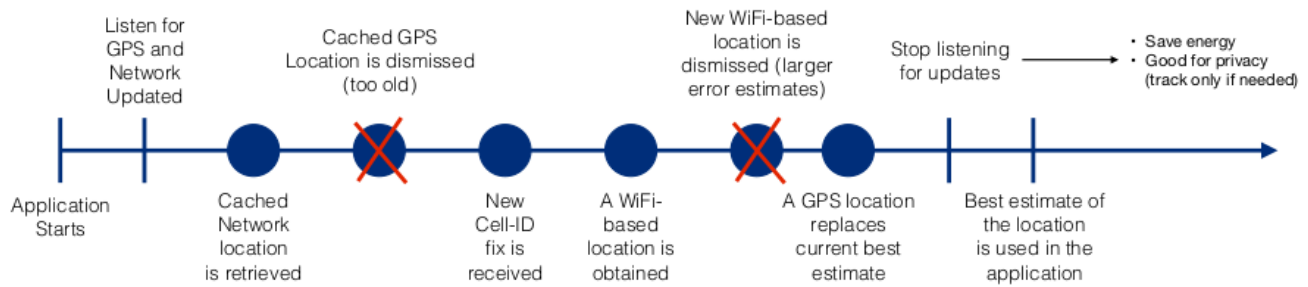 Listen for
GPS and
Network
Updated
Cached GPS
Location is dismissed
(too old)
New WiFi-based
location is
dismissed (larger
error estimates)
Stop listening
for updates
• Save energy
• Good for privacy
(track only if needed)
Application
Starts
Cached
Network
location
is retrieved
New
Cell-ID
fix is
received
A WiFi-
based
location is
obtained
A GPS location
replaces
current best
estimate
Best estimate of
the location
is used in the
application